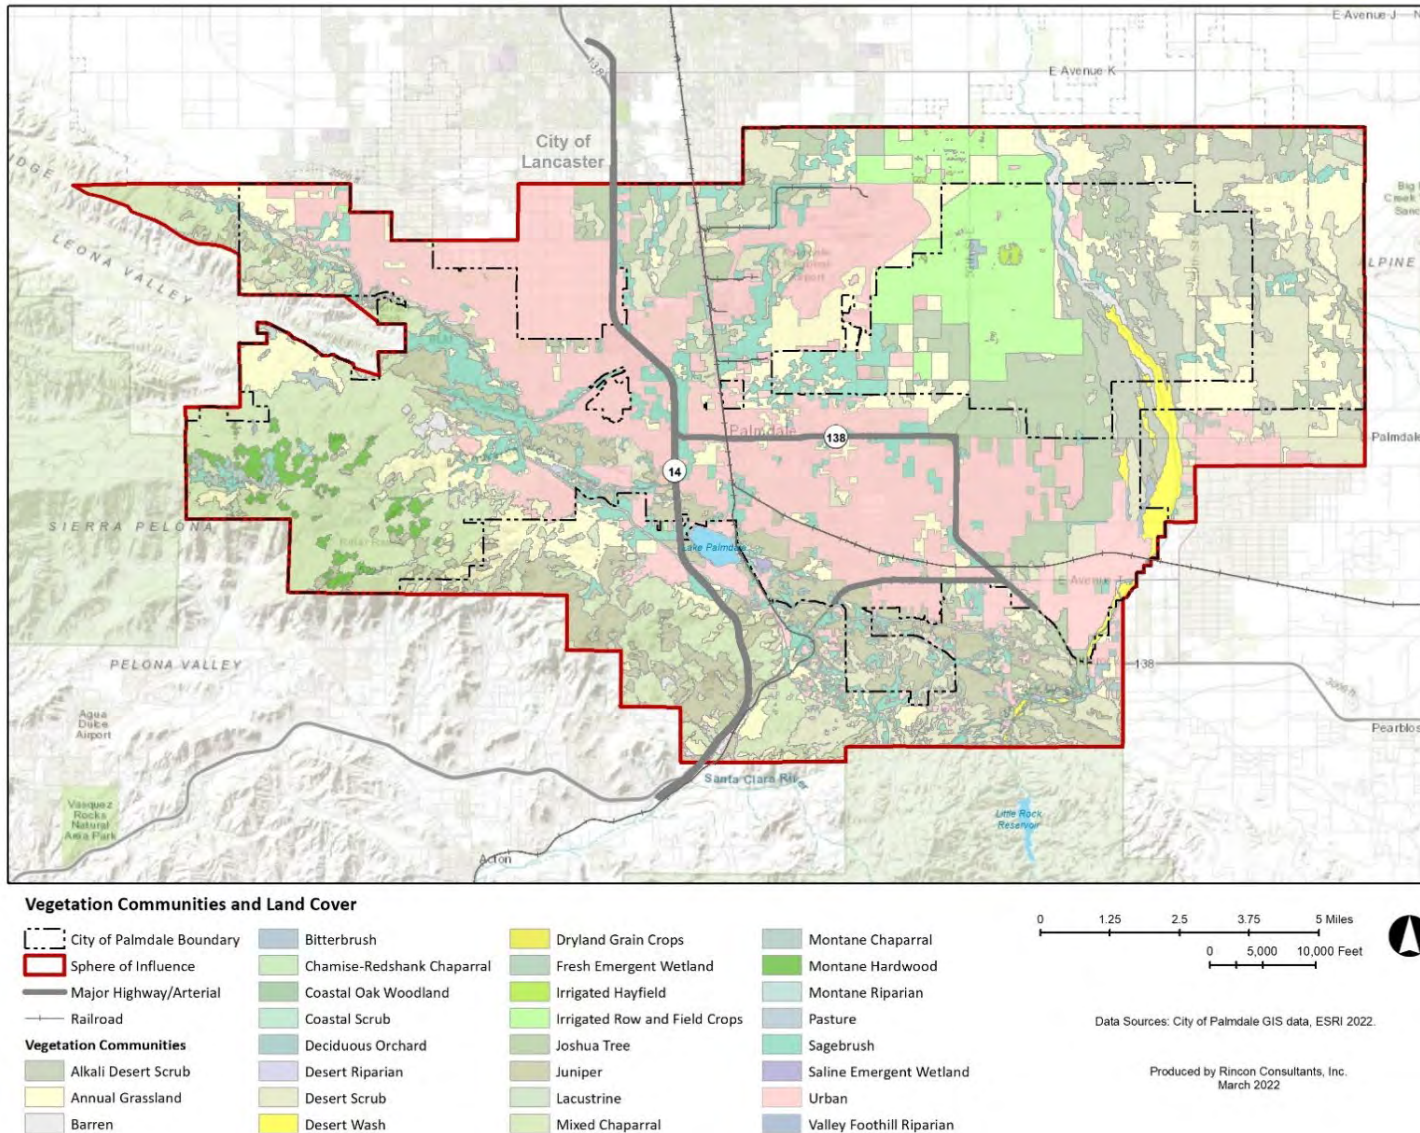 E Avenue J
E Avenue K
138
City of
Lancaster
LEONA VALLEY
ALPINE
Palmdale
138
14
Palmdale
SIERRA PELONA
Lake Palmdale
E Avenue T
PELONA VALLEY
138
3000 ft
Agua
Dulce
Airport
Pearblos
Santa Clara River
Vasquez
Rocks
Natural
Area Park
Little Rock
Reservoir
Acton
Vegetation Communities and Land Cover
City of Palmdale Boundary
Sphere of Influence
Major Highway/Arterial
Railroad
Vegetation Communities
Alkali Desert Scrub
Annual Grassland
Barren
Bitterbrush
Chamise-Redshank Chaparral
Coastal Oak Woodland
Coastal Scrub
Deciduous Orchard
Desert Riparian
Desert Scrub
Desert Wash
Dryland Grain Crops
Fresh Emergent Wetland
Irrigated Hayfield
Irrigated Row and Field Crops
Joshua Tree
Juniper
Lacustrine
Mixed Chaparral
Montane Chaparral
Montane Hardwood
Montane Riparian
Pasture
Sagebrush
Saline Emergent Wetland
Urban
Valley Foothill Riparian
0 1.25 2.5 3.75 5 Miles
0 5,000 10,000 Feet
Data Sources: City of Palmdale GIS data, ESRI 2022.
Produced by Rincon Consultants, Inc.
March 2022